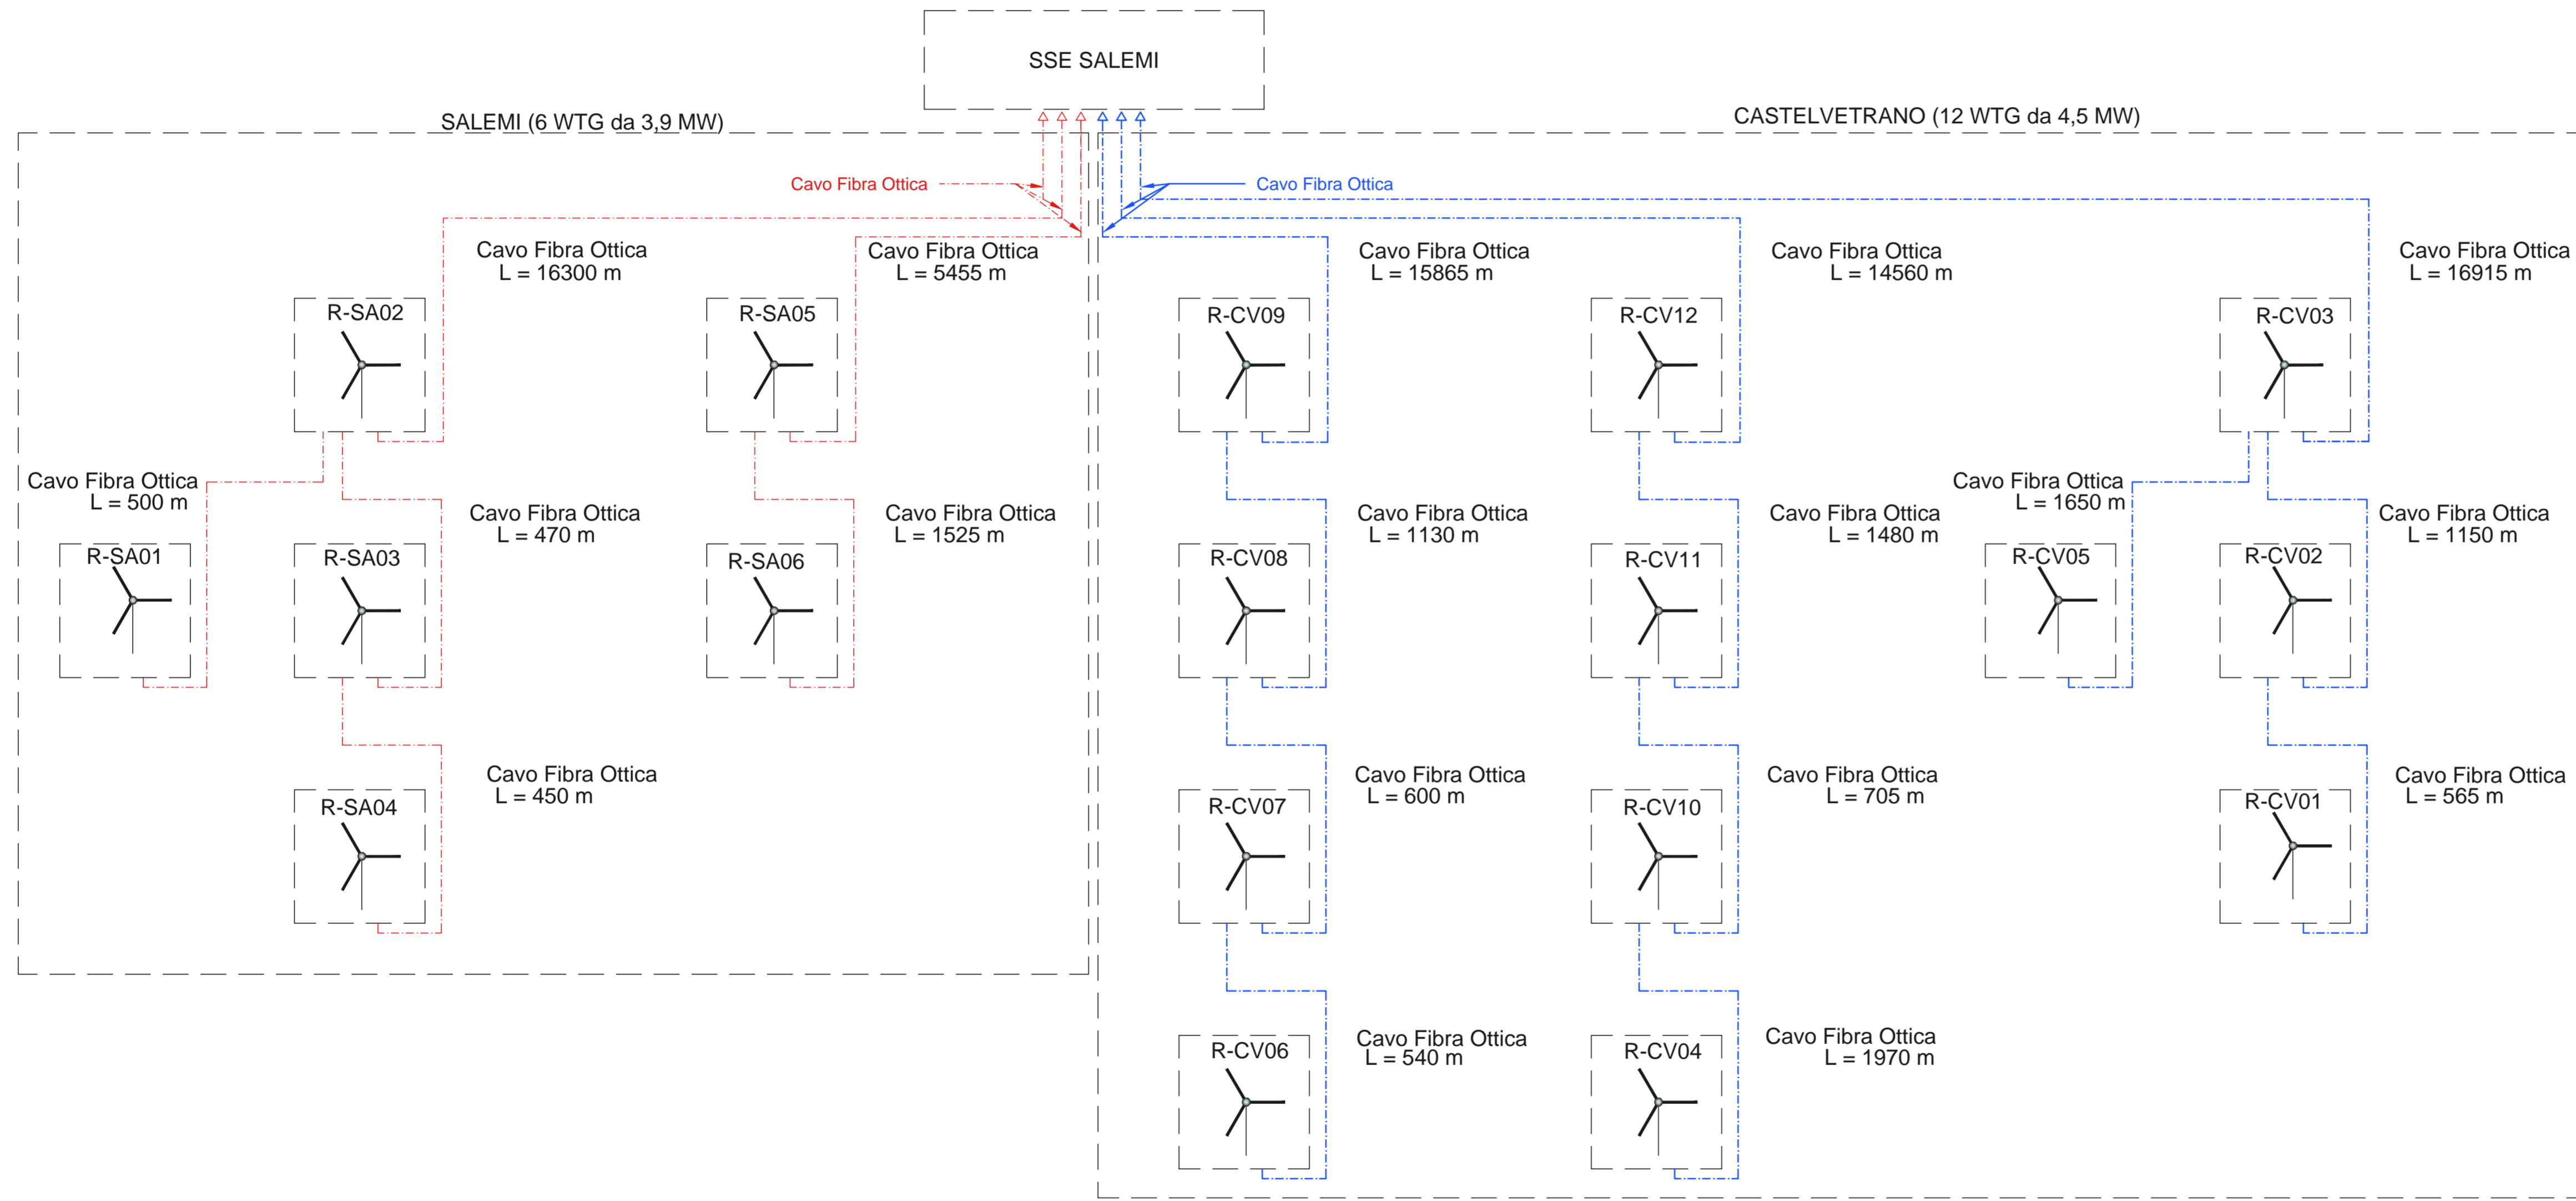 SSE SALEMI
SALEMI (6 WTG da 3,9 MW)
CASTELVETRANO (12 WTG da 4,5 MW)
Cavo Fibra Ottica
Cavo Fibra Ottica
Cavo Fibra Ottica
L = 16300 m
Cavo Fibra Ottica
L = 5455 m
Cavo Fibra Ottica
L = 15865 m
Cavo Fibra Ottica
L = 14560 m
Cavo Fibra Ottica
L = 16915 m
R-SA02
R-SA05
R-CV09
R-CV12
R-CV03
Cavo Fibra Ottica
L = 500 m
Cavo Fibra Ottica
L = 470 m
Cavo Fibra Ottica
L = 1525 m
Cavo Fibra Ottica
L = 1130 m
Cavo Fibra Ottica
L = 1480 m
Cavo Fibra Ottica
L = 1650 m
Cavo Fibra Ottica
L = 1150 m
R-SA01
R-SA03
R-SA06
R-CV08
R-CV11
R-CV05
R-CV02
Cavo Fibra Ottica
L = 450 m
Cavo Fibra Ottica
L = 600 m
Cavo Fibra Ottica
L = 705 m
Cavo Fibra Ottica
L = 565 m
R-SA04
R-CV07
R-CV10
R-CV01
Cavo Fibra Ottica
L = 540 m
Cavo Fibra Ottica
L = 1970 m
R-CV06
R-CV04